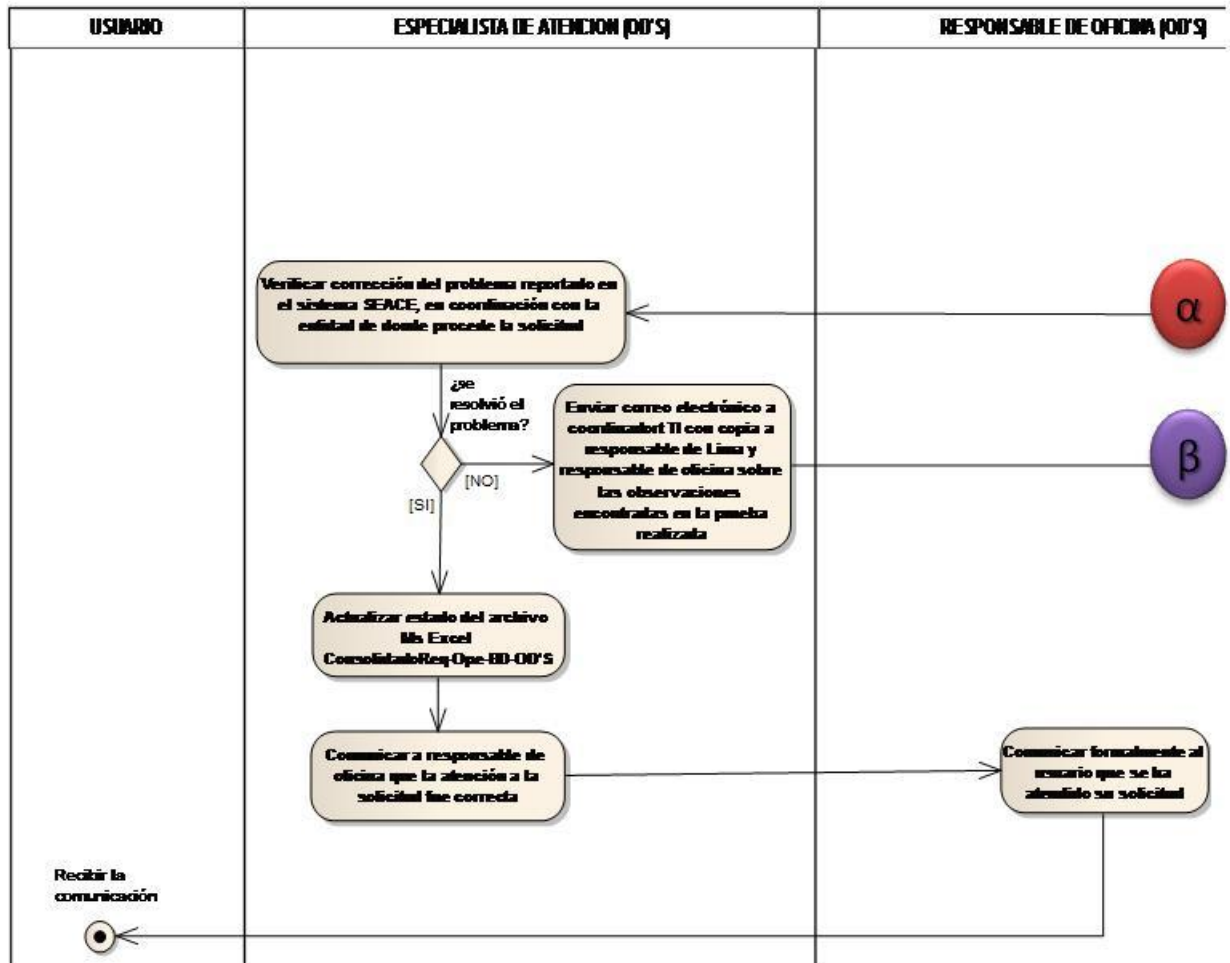 USUARIO
ESPECIALISTA DE ATENCION (OD'S)
RESPONSABLE DE OFICINA (OD'S)
Verificar corrección del problema reportado en
el sistema SEACE, en coordinación con la
entidad de donde procede la solicitud
α
¿se
resolvió el
problema?
Enviar correo electrónico a
coordinadort TI con copia a
responsable de Lima y
responsable de oficina sobre
las observaciones
encontradas en la prueba
realizada
β
[NO]
[SI]
Actualizar estado del archivo
Ms Excel
ConsolidadoReq-Ope-BD-OD'S
Comunicar a responsable de
oficina que la atención a la
solicitud fue correcta
Comunicar formalmente al
usuario que se ha
atendido su solicitud
Recibir la
comunicación